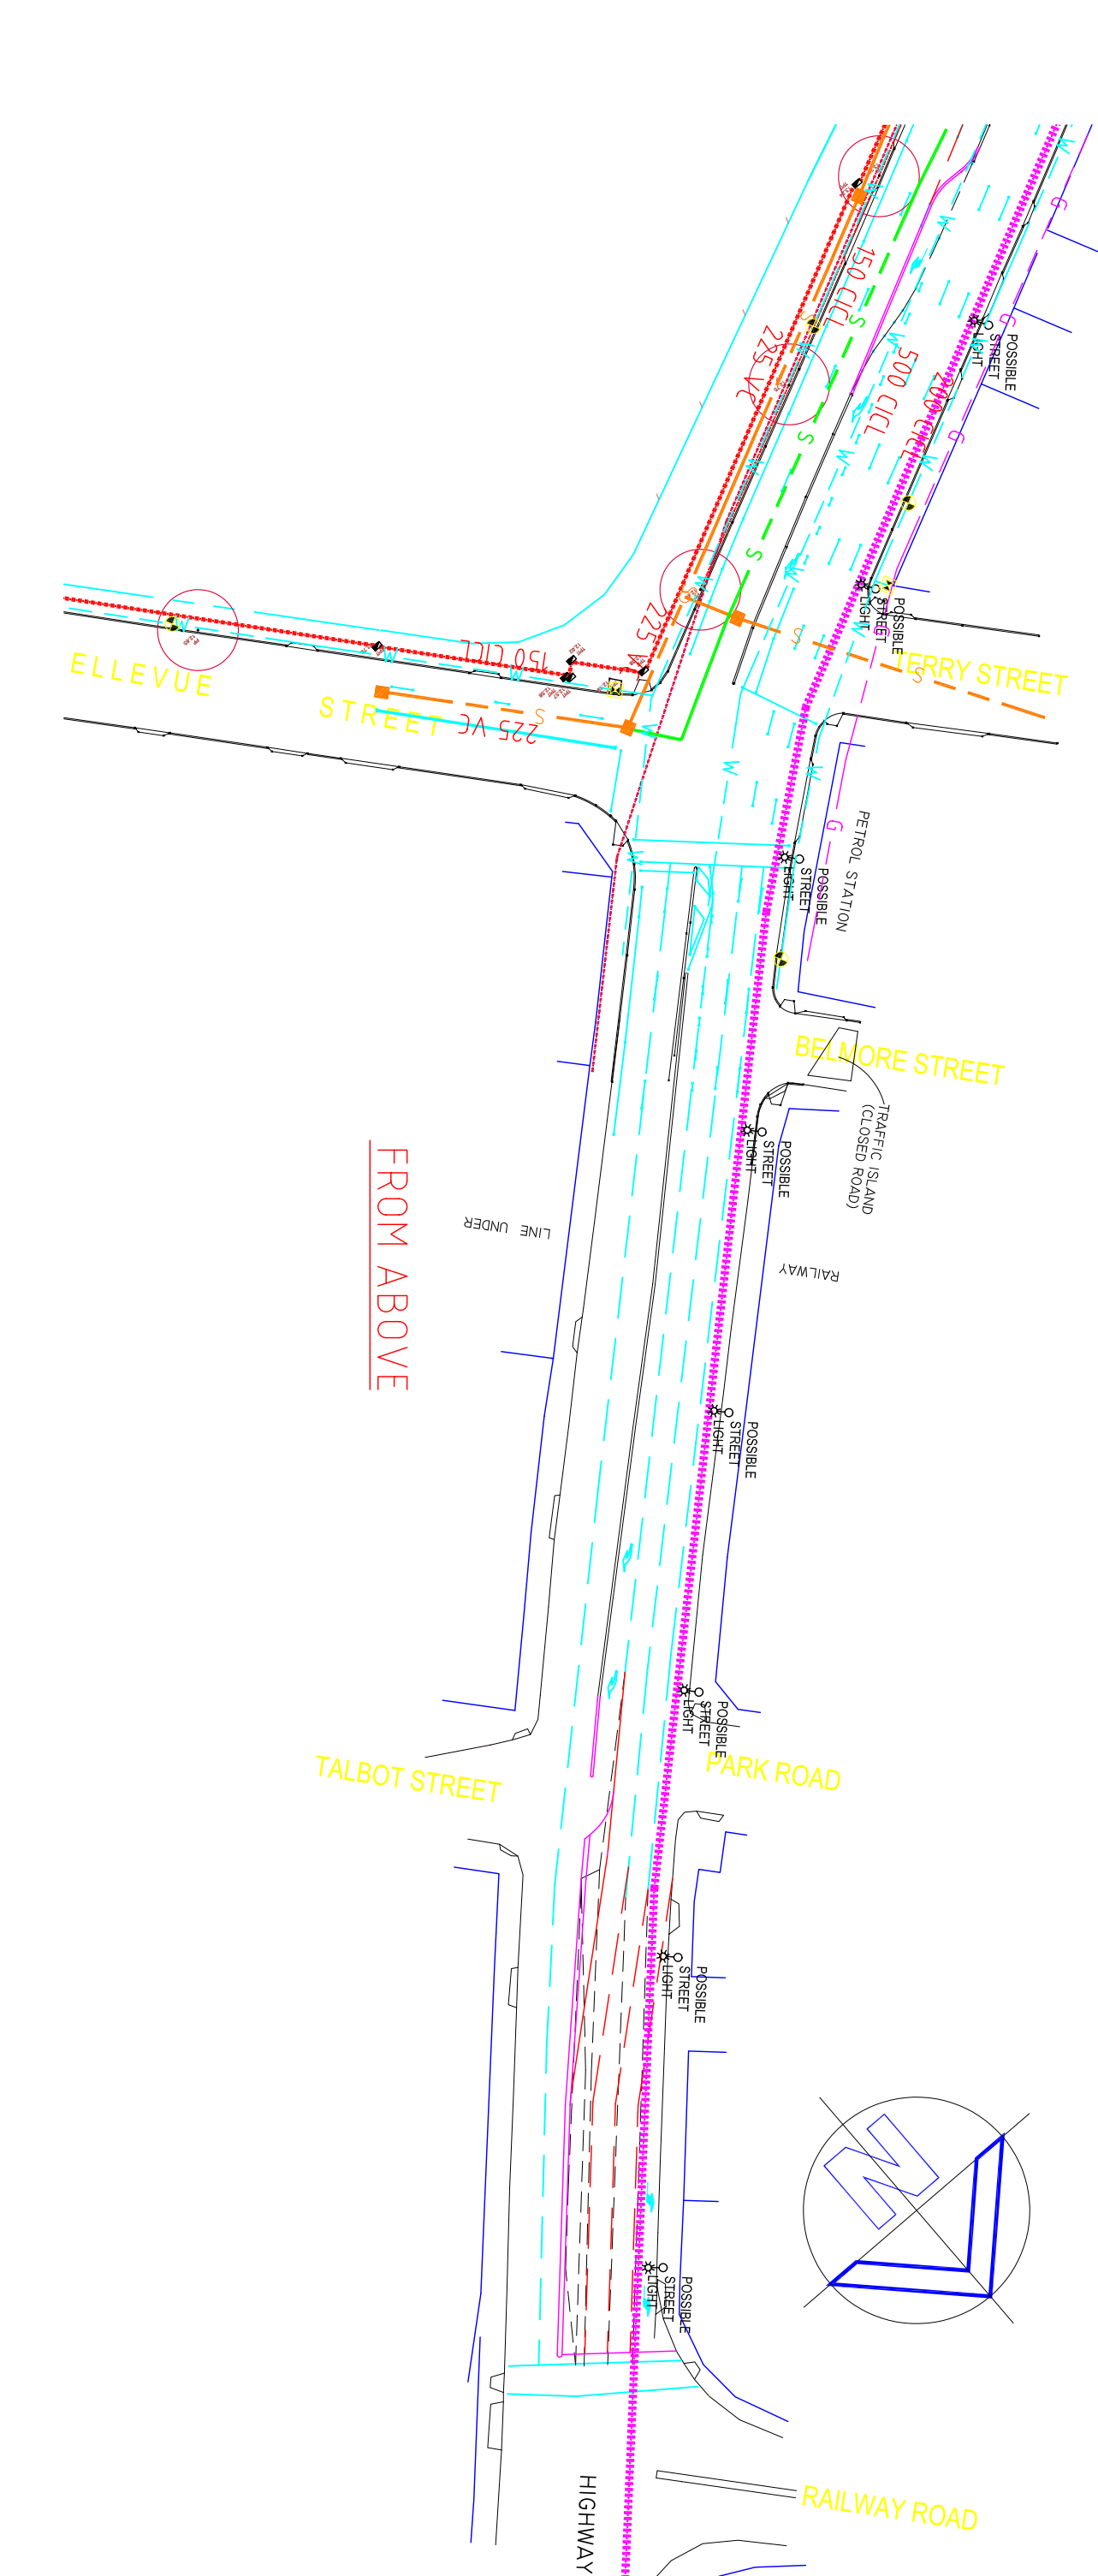 150 CICL
225 VC
500 CICL
200 CICL
POSSIBLE
STREET
LIGHT
S
S
S
W
W
W
G
G
G
POSSIBLE
STREET
LIGHT
TERRY STREET
225 V
150 CICL
ELLEVUE
STREET
225 VC
S
S
S
G
PETROL STATION
POSSIBLE
STREET
LIGHT
BELMORE STREET
TRAFFIC ISLAND
(CLOSED ROAD)
POSSIBLE
STREET
LIGHT
FROM ABOVE
LINE UNDER
RAILWAY
POSSIBLE
STREET
LIGHT
POSSIBLE
STREET
LIGHT
TALBOT STREET
PARK ROAD
POSSIBLE
STREET
LIGHT
N
POSSIBLE
STREET
LIGHT
HIGHWAY
RAILWAY ROAD